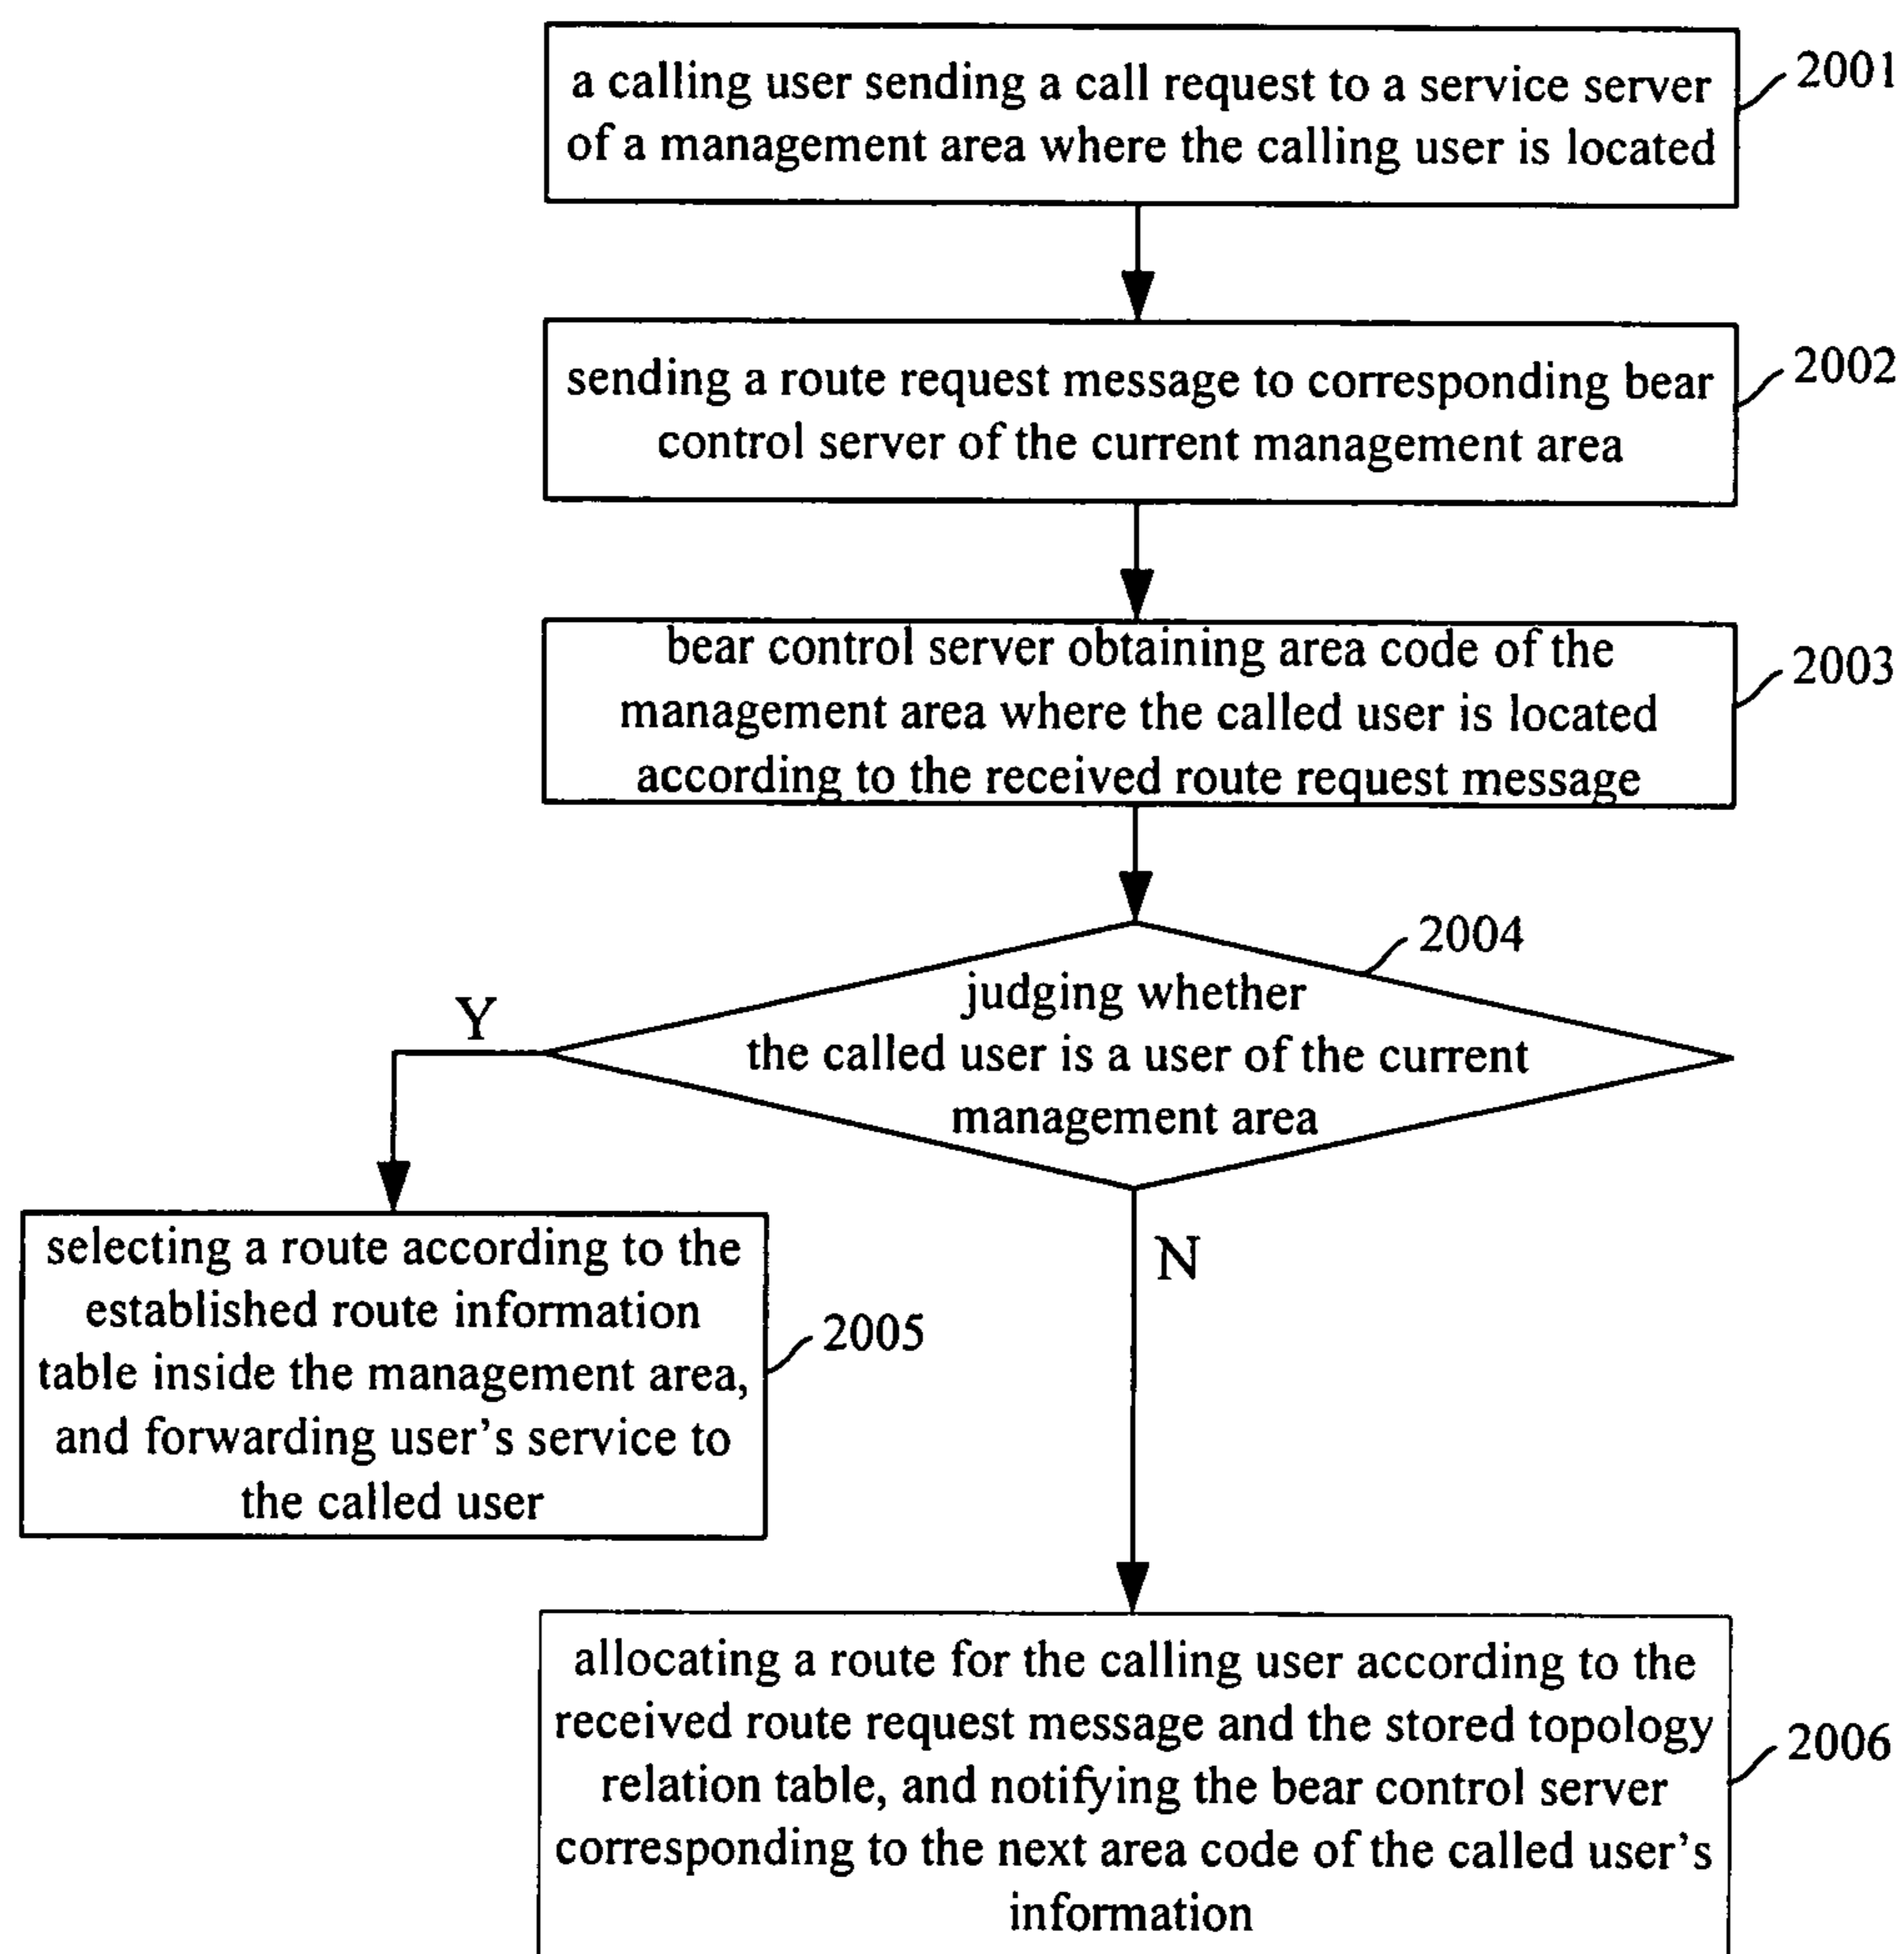 a calling user sending a call request to a service server
of a management area where the calling user is located
2001
sending a route request message to corresponding bear
control server of the current management area
2002
bear control server obtaining area code of the
management area where the called user is located
according to the received route request message
2003
2004
judging whether
the called user is a user of the current
management area
Y
N
selecting a route according to the
established route information
table inside the management area,
and forwarding user’s service to
the called user
2005
allocating a route for the calling user according to the
received route request message and the stored topology
relation table, and notifying the bear control server
corresponding to the next area code of the called user’s
information
2006